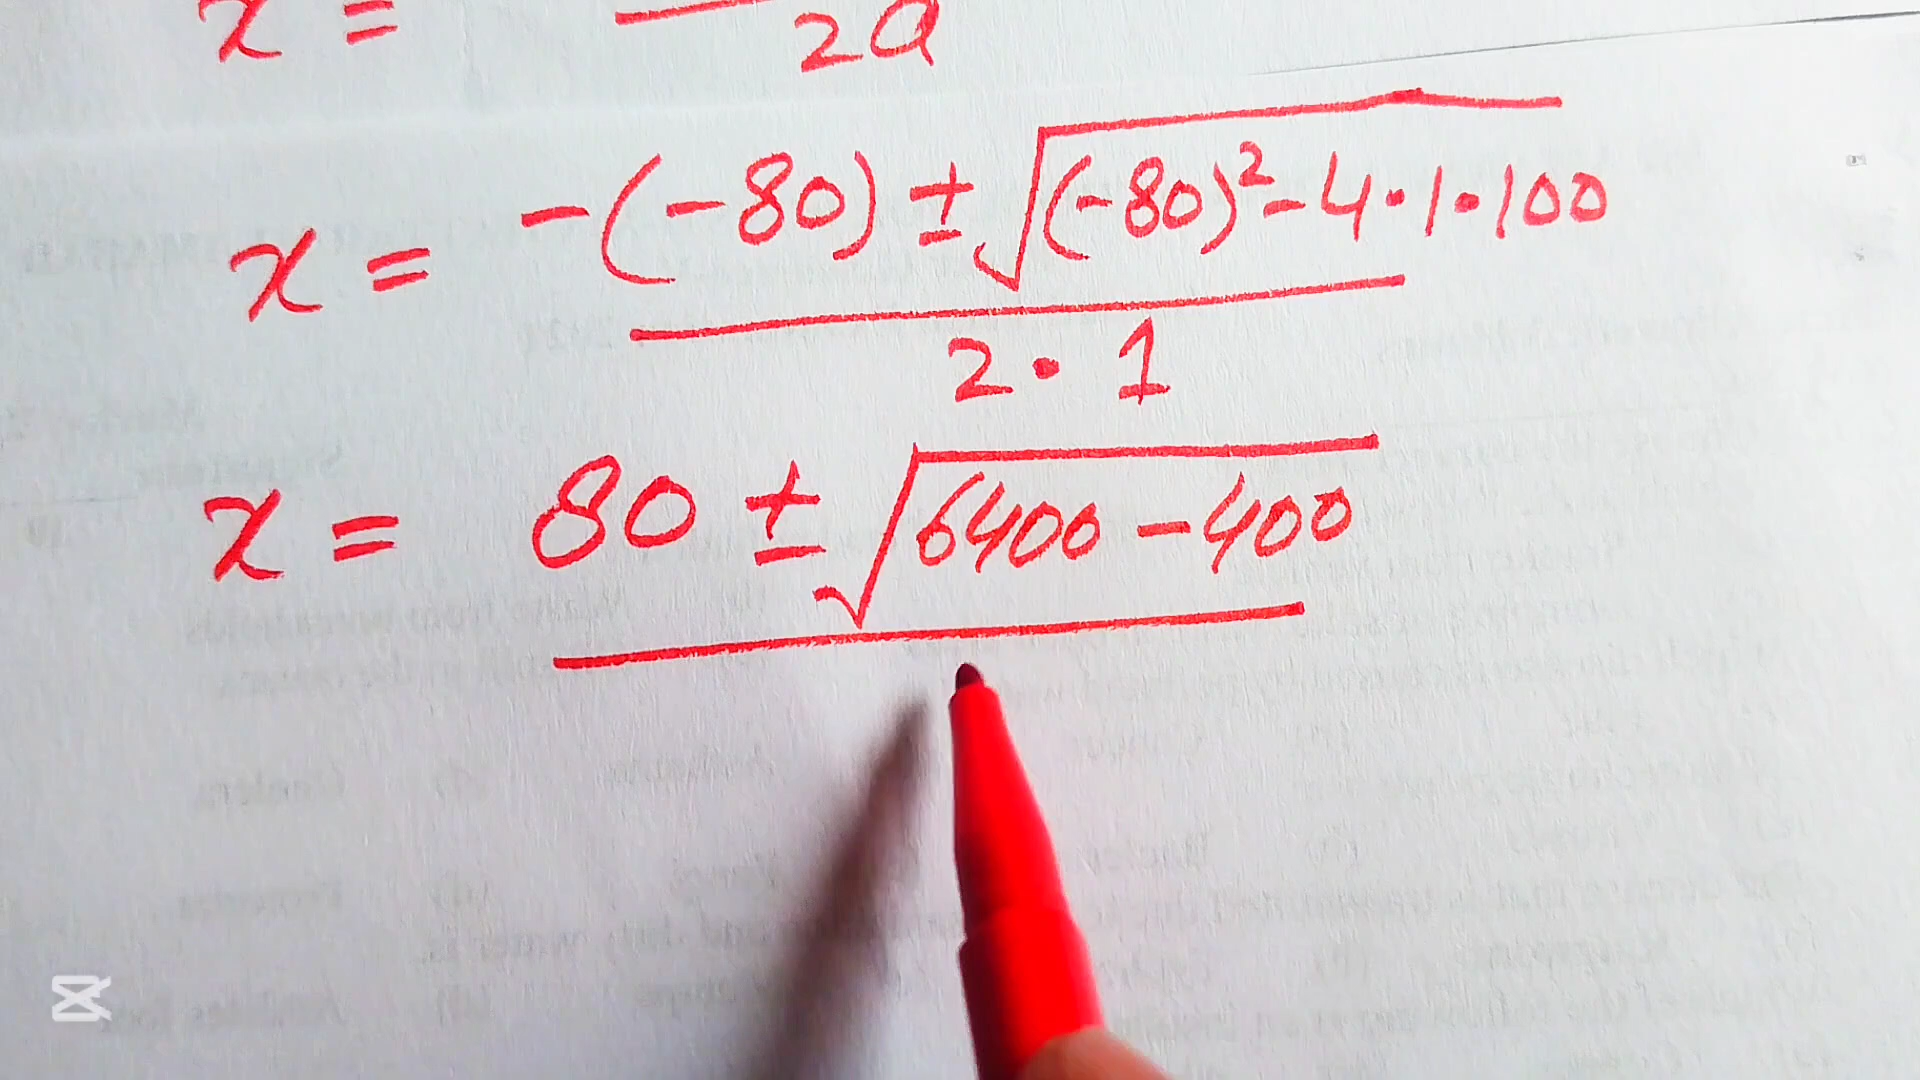 x = 2a
x = -(-80) ± √(-80)² - 4·1·100
2 · 1
x = 80 ± √6400 - 400